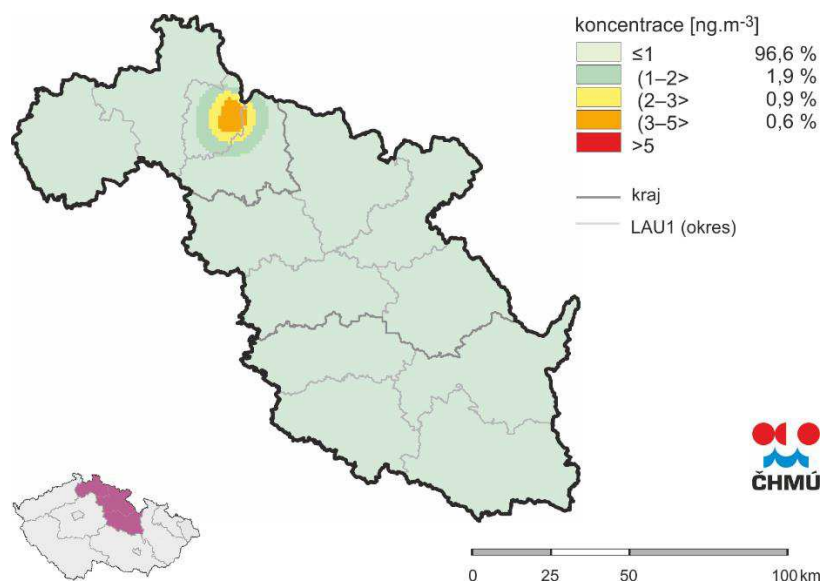 koncentrace [ng.m-3]
≤1 96,6 %
(1–2> 1,9 %
(2–3> 0,9 %
(3–5> 0,6 %
>5
kraj
LAU1 (okres)
ČHMÚ
0 25 50 100 km